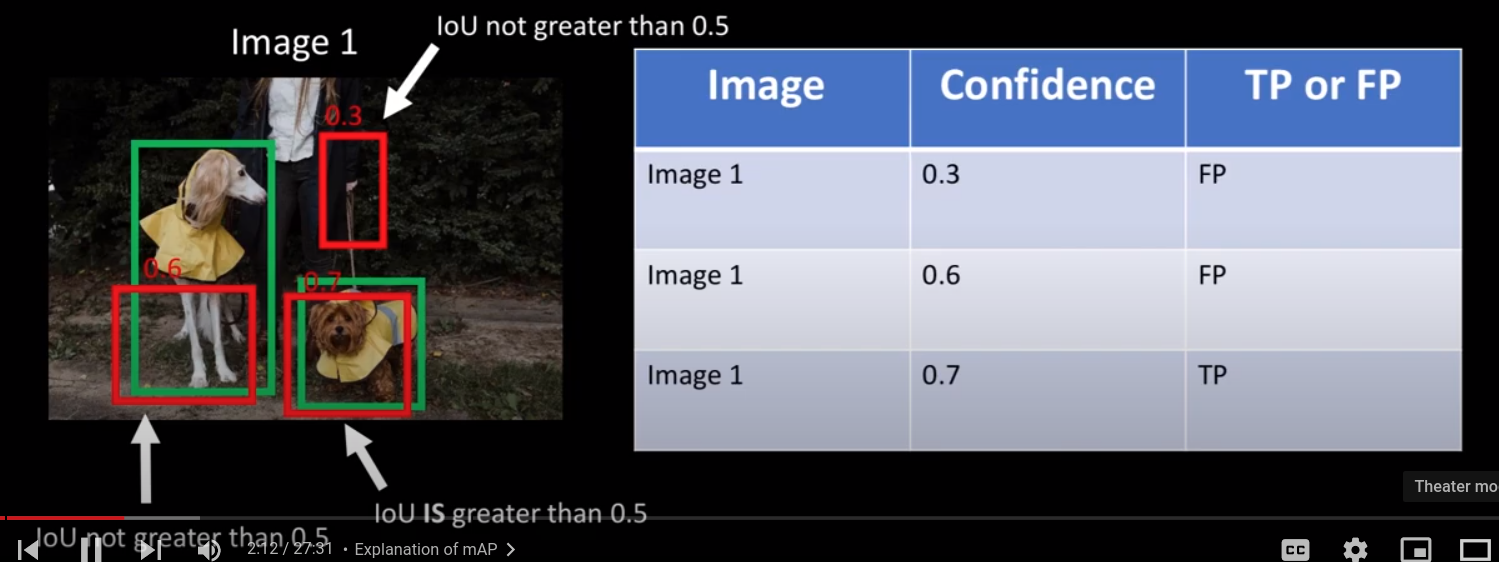 IoU not greater than 0.5
Image 1
0.3
0.6
0.7
IoU IS greater than 0.5
IoU not greater than 0.5
Image Confidence TP or FP
Image 1 0.3 FP
Image 1 0.6 FP
Image 1 0.7 TP
Theater mo
2:12 / 27:31 • Explanation of mAP
CC